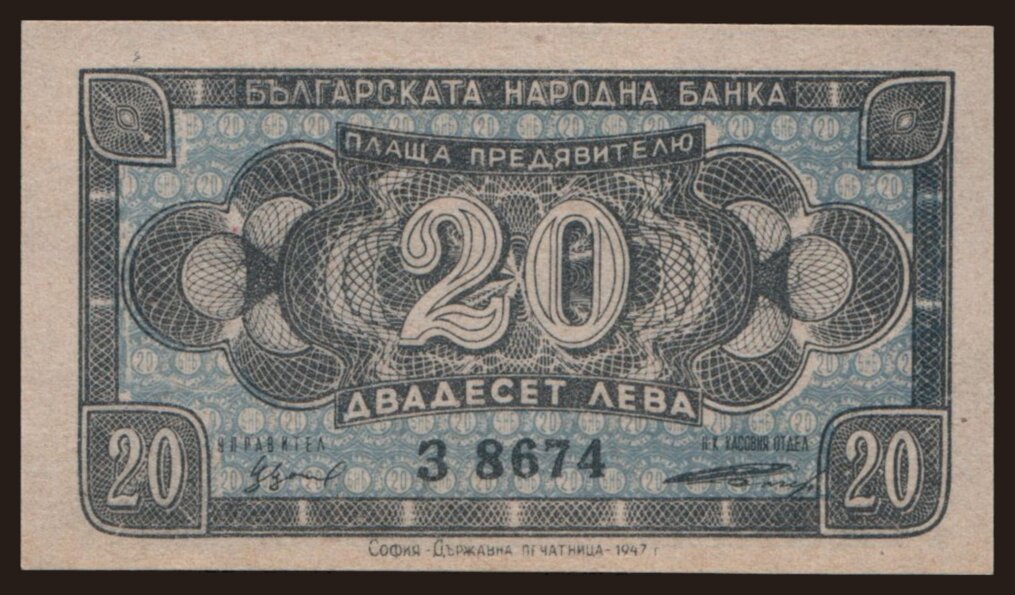 БЪЛГАРСКАТА НАРОДНА БАНКА
ПЛАЩА ПРЕДЯВИТЕЛЮ
20
ДВАДЕСЕТ ЛЕВА
УПРАВИТЕЛ
З 8674
Н-К КАСОВИЯ ОТДЕЛ
20
20
СОФИЯ - ДЪРЖАВНА ПЕЧАТНИЦА - 1947 г